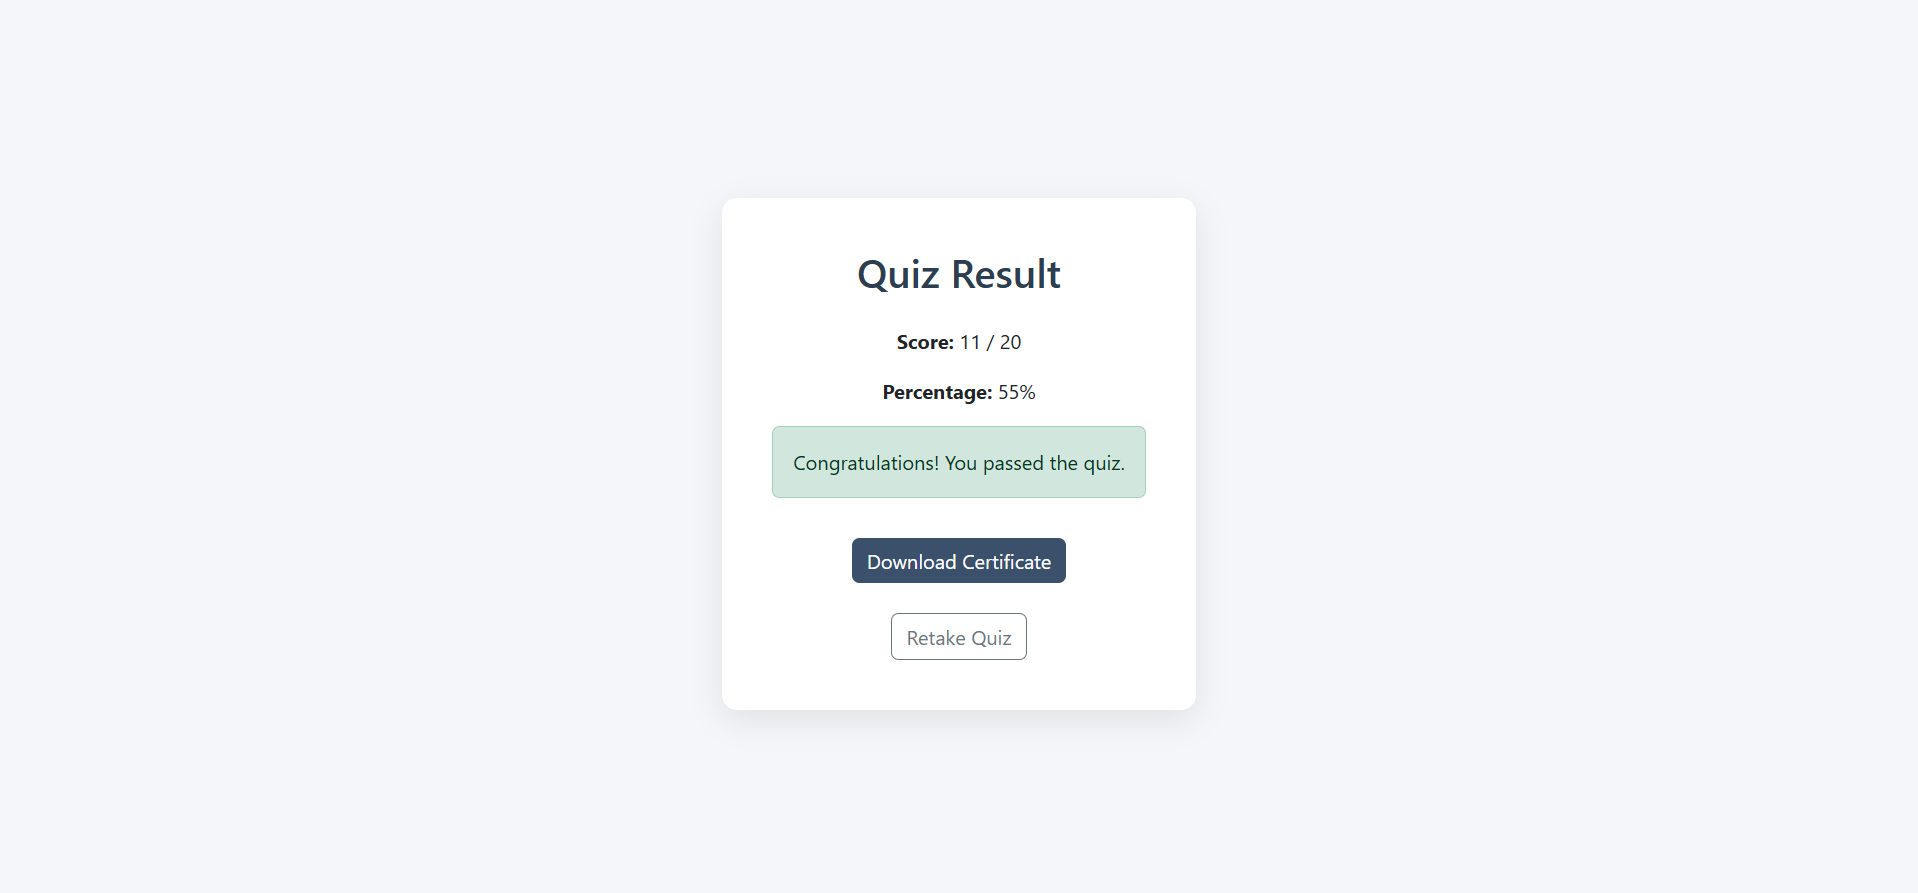 Quiz Result
Score: 11 / 20
Percentage: 55%
Congratulations! You passed the quiz.
Download Certificate
Retake Quiz